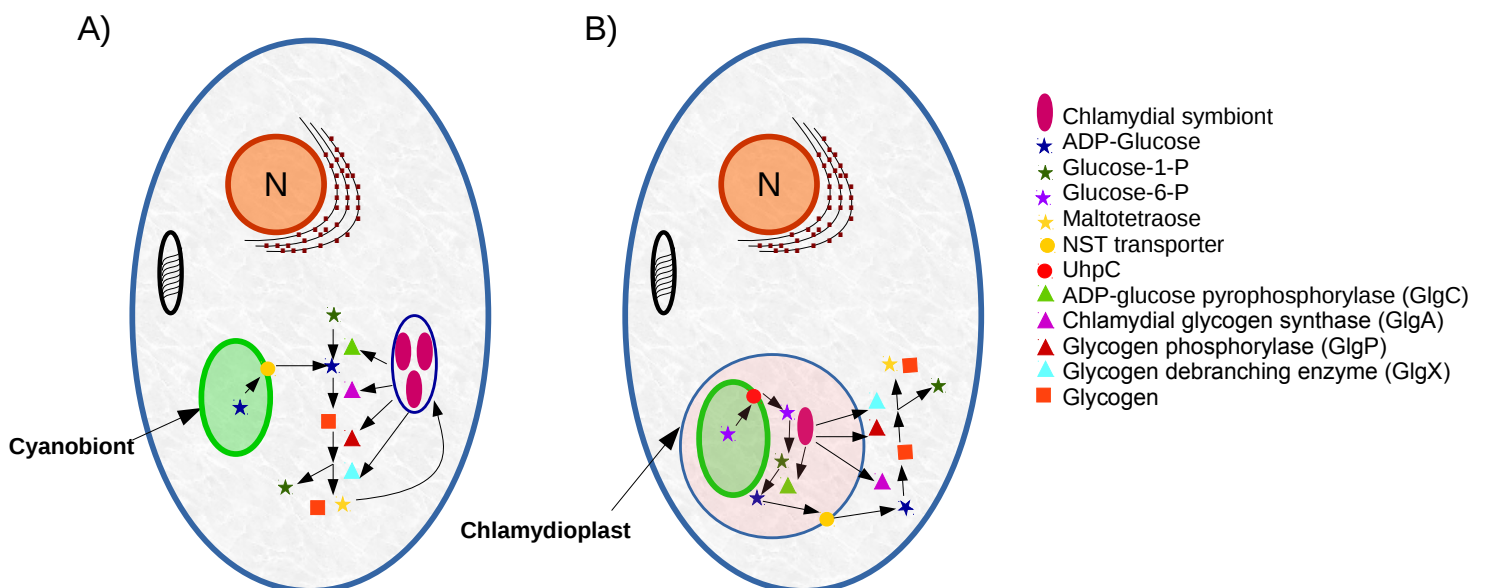 A)
B)
N
N
Cyanobiont
Chlamydioplast
Chlamydial symbiont
ADP-Glucose
Glucose-1-P
Glucose-6-P
Maltotetraose
NST transporter
UhpC
ADP-glucose pyrophosphorylase (GlgC)
Chlamydial glycogen synthase (GlgA)
Glycogen phosphorylase (GlgP)
Glycogen debranching enzyme (GlgX)
Glycogen